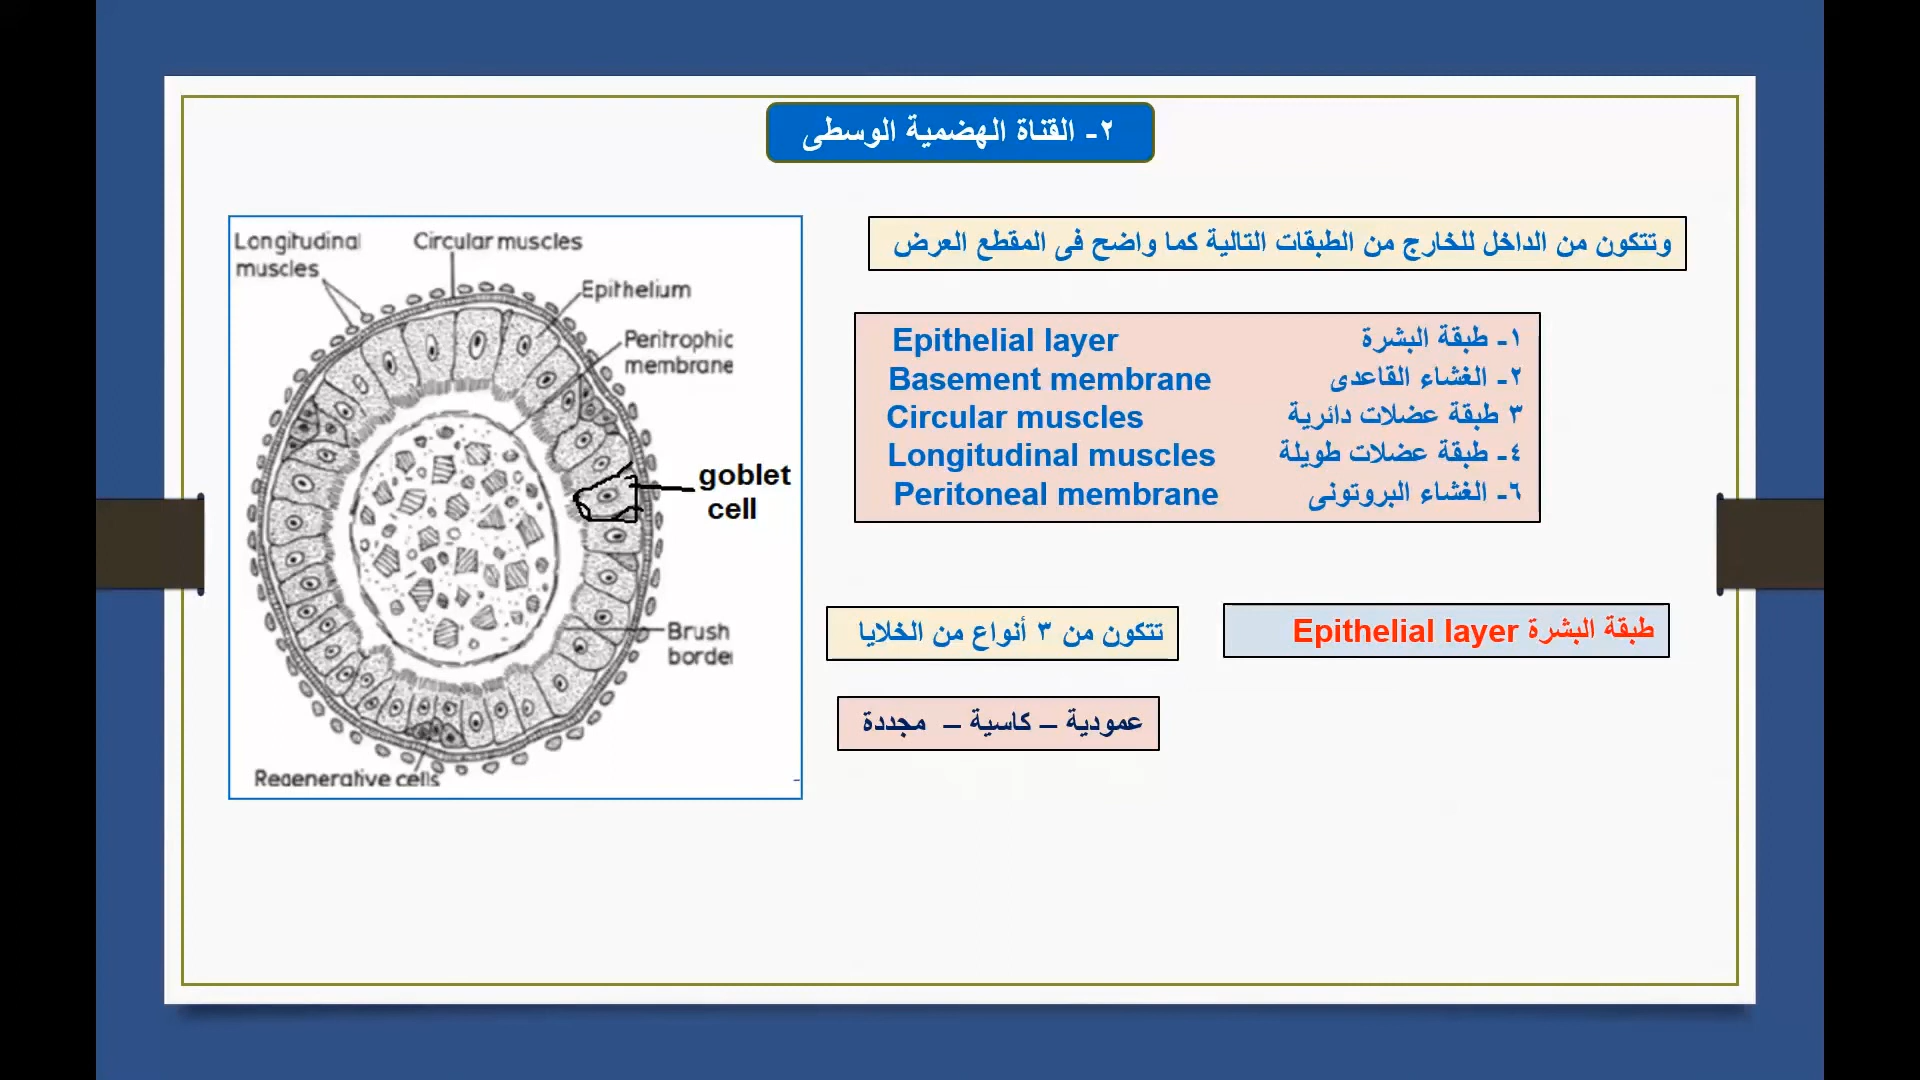 ٢- القناة الهضمية الوسطى
وتتكون من الداخل للخارج من الطبقات التالية كما واضح فى المقطع العرض
١- طبقة البشرة Epithelial layer
٢- الغشاء القاعدى Basement membrane
٣ طبقة عضلات دائرية Circular muscles
٤- طبقة عضلات طويلة Longitudinal muscles
٦- الغشاء البروتونى Peritoneal membrane
طبقة البشرة Epithelial layer
تتكون من ٣ أنواع من الخلايا
عمودية – كاسية – مجددة
Longitudinal
muscles
Circular muscles
Epithelium
Peritrophic
membrane
goblet
cell
Brush
border
Regenerative cells